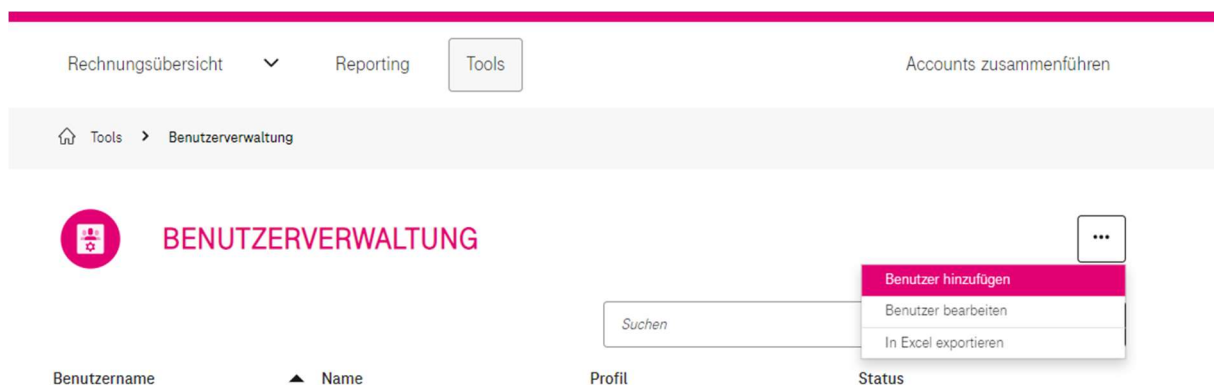 Rechnungsübersicht Reporting Tools Accounts zusammenführen
Tools Benutzerverwaltung
BENUTZERVERWALTUNG
Benutzer hinzufügen
Suchen Benutzer bearbeiten
In Excel exportieren
Benutzername Name Profil Status